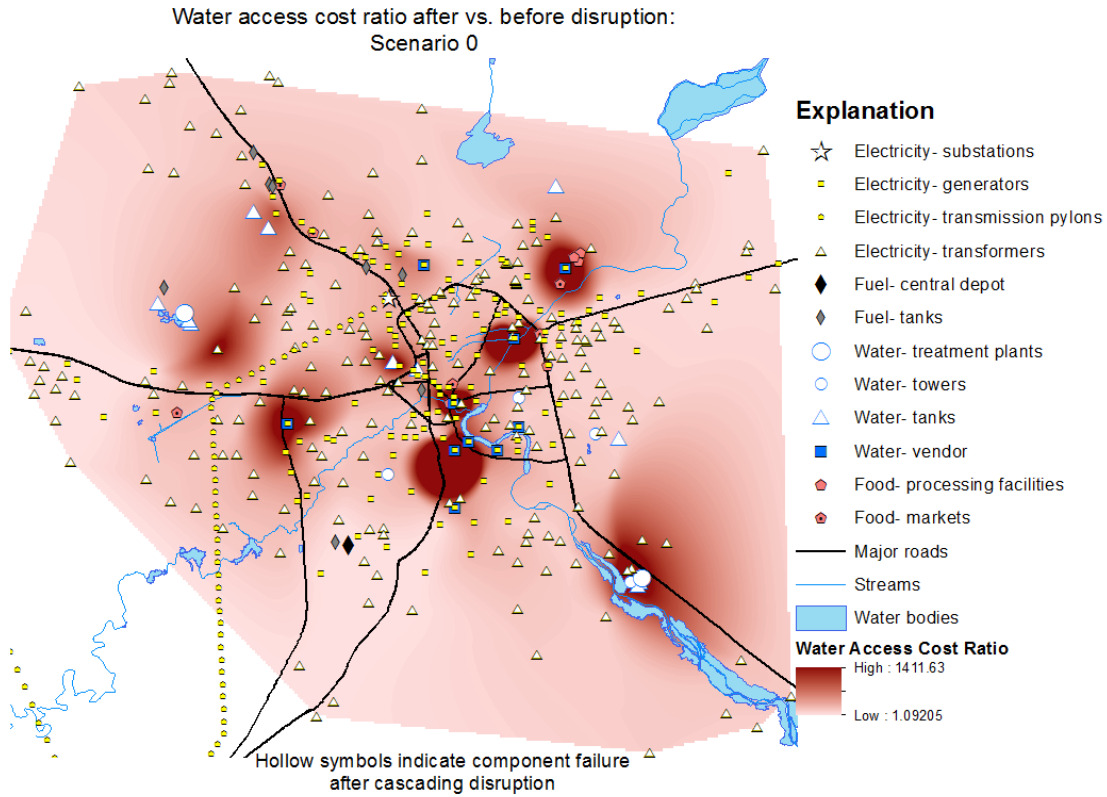 Water access cost ratio after vs. before disruption:
Scenario 0
Explanation
Electricity- substations
Electricity- generators
Electricity- transmission pylons
Electricity- transformers
Fuel- central depot
Fuel- tanks
Water- treatment plants
Water- towers
Water- tanks
Water- vendor
Food- processing facilities
Food- markets
Major roads
Streams
Water bodies
Water Access Cost Ratio
High : 1411.63
Low : 1.09205
Hollow symbols indicate component failure
after cascading disruption